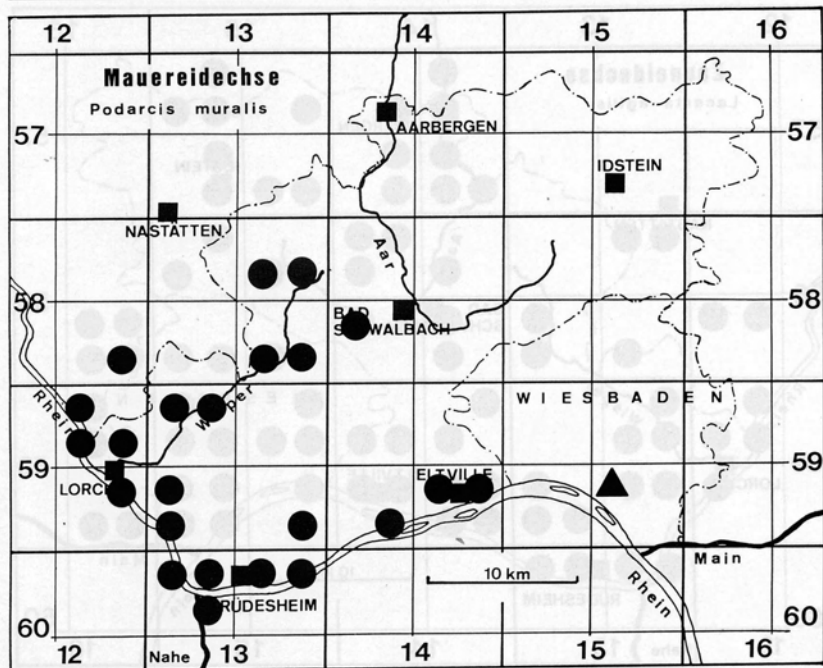 12 13 14 15 16
Mauereidechse
Podarcis muralis
AARBERGEN
57 57
IDSTEIN
NASTÄTTEN
Aar
58 58
BAD
SCHWALBACH
Rhein
Wisper
WIESBADEN
59 59
LORCH
ELTVILLE
10 km
Main
Rhein
RÜDESHEIM
60 60
Nahe
12 13 14 15 16